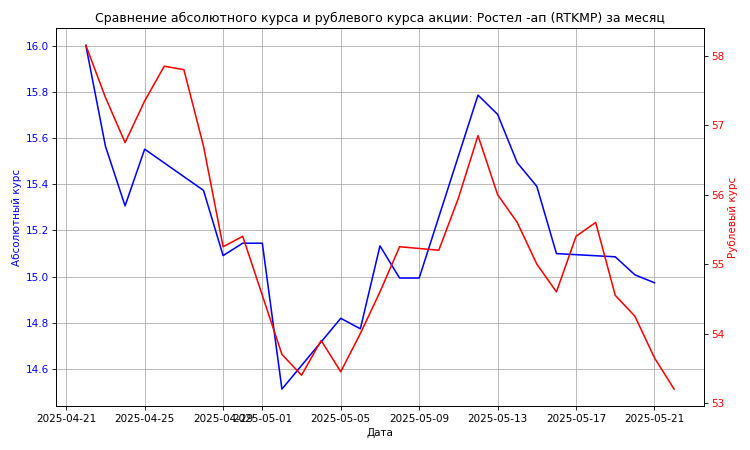 Сравнение абсолютного курса и рублевого курса акции: Ростел -ап (RTKMP) за месяц
16.0
15.8
15.6
15.4
15.2
15.0
14.8
14.6
Абсолютный курс
58
57
56
55
54
53
Рублевый курс
2025-04-21 2025-04-25 2025-04-29 2025-05-01 2025-05-05 2025-05-09 2025-05-13 2025-05-17 2025-05-21
Дата